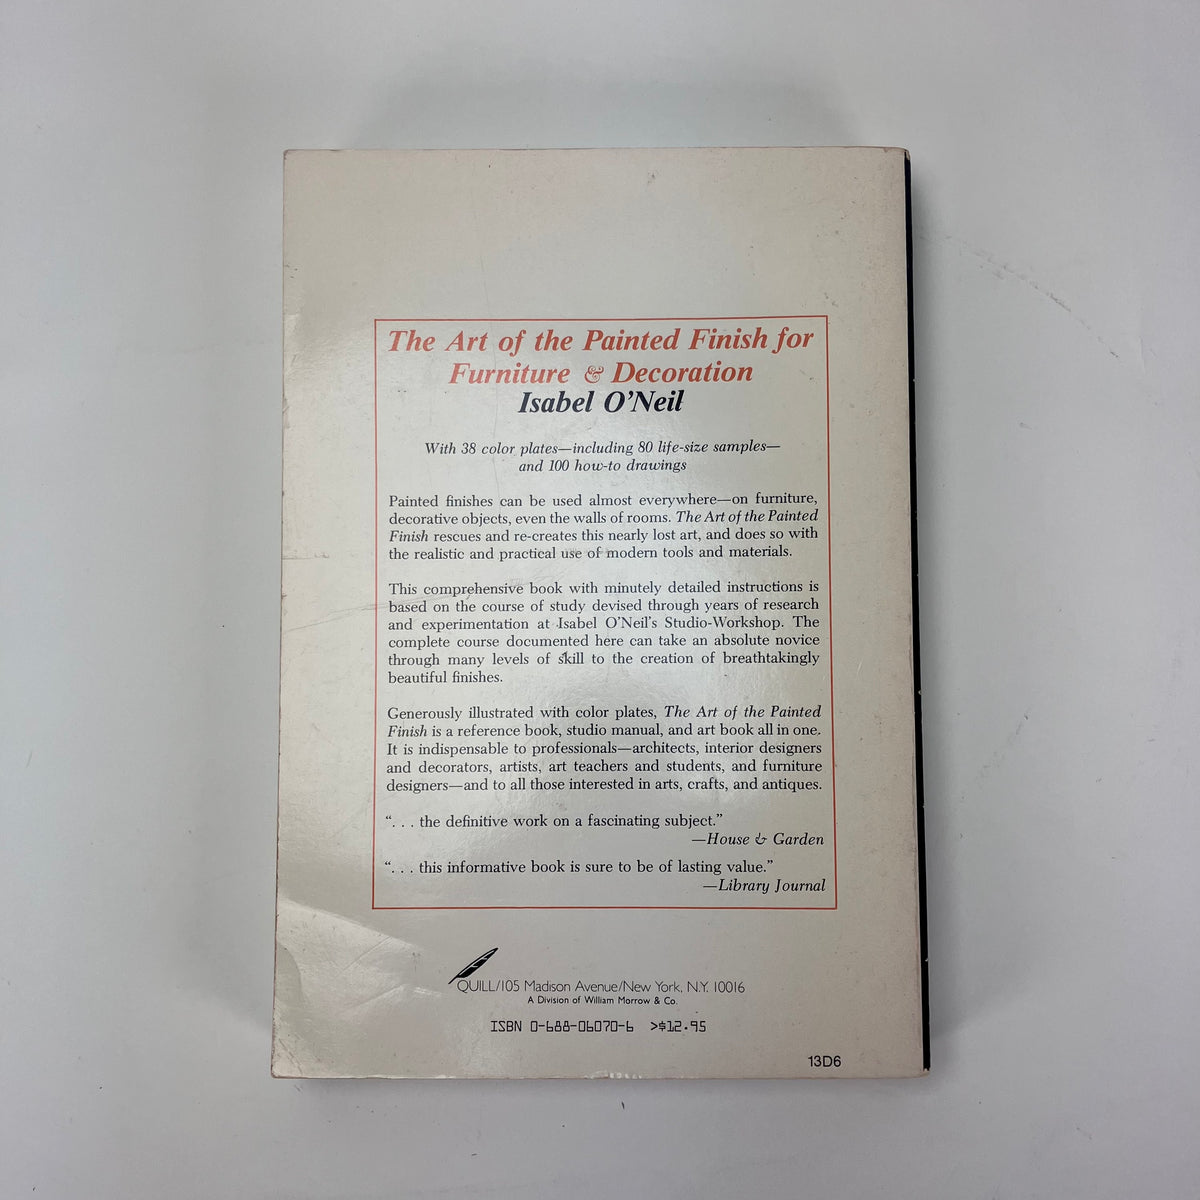 The Art of the Painted Finish for
Furniture & Decoration
Isabel O'Neil
With 38 color plates—including 80 life-size samples—
and 100 how-to drawings
Painted finishes can be used almost everywhere—on furniture,
decorative objects, even the walls of rooms. The Art of the Painted
Finish rescues and re-creates this nearly lost art, and does so with
the realistic and practical use of modern tools and materials.
This comprehensive book with minutely detailed instructions is
based on the course of study devised through years of research
and experimentation at Isabel O'Neil's Studio-Workshop. The
complete course documented here can take an absolute novice
through many levels of skill to the creation of breathtakingly
beautiful finishes.
Generously illustrated with color plates, The Art of the Painted
Finish is a reference book, studio manual, and art book all in one.
It is indispensable to professionals—architects, interior designers
and decorators, artists, art teachers and students, and furniture
designers—and to all those interested in arts, crafts, and antiques.
". . . the definitive work on a fascinating subject."
—House & Garden
". . . this informative book is sure to be of lasting value."
—Library Journal
QUILL/105 Madison Avenue/New York, N.Y. 10016
A Division of William Morrow & Co.
ISBN 0-688-06070-6 >$12.95
13D6